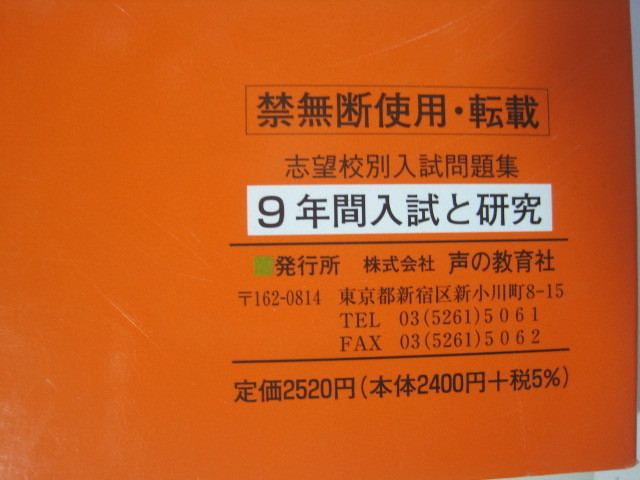 禁無断使用・転載
志望校別入試問題集
9年間入試と研究
発行所 株式会社 声の教育社
〒162-0814 東京都新宿区新小川町8-15
TEL 03(5261)5061
FAX 03(5261)5062
定価2520円(本体2400円+税5%)